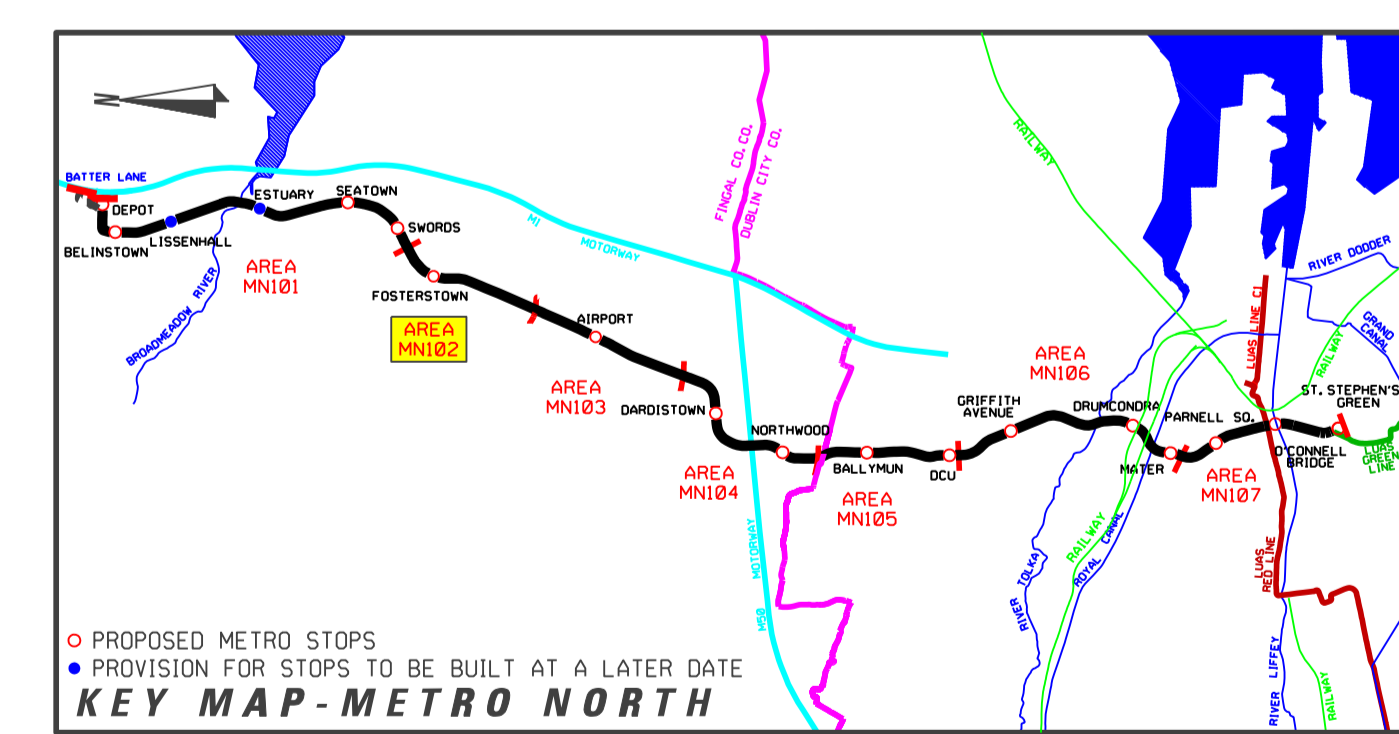 BATTER LANE
DEPOT
BELINSTOWN
LISSENHALL
ESTUARY
SEATOWN
SWORDS
BROADMEADOW RIVER
AREA
MN101
FOSTERSTOWN
AREA
MN102
M1
MOTORWAY
FINGAL CO. CO.
DUBLIN CITY CO.
AIRPORT
AREA
MN103
DARDISTOWN
NORTHWOOD
AREA
MN104
MOTORWAY
M50
BALLYMUN
AREA
MN105
DCU
GRIFFITH
AVENUE
AREA
MN106
RAILWAY
DRUMCONDRA
MATER
PARNELL SQ.
AREA
MN107
RIVER TOLKA
RAILWAY
ROYAL CANAL
LUAS LINE C1
RIVER DODDER
GRAND
CANAL
RAILWAY
ST. STEPHEN'S
GREEN
O'CONNELL
BRIDGE
LUAS
GREEN
LINE
LUAS
RED LINE
RIVER LIFFEY
RAILWAY
PROPOSED METRO STOPS
PROVISION FOR STOPS TO BE BUILT AT A LATER DATE
KEY MAP-METRO NORTH